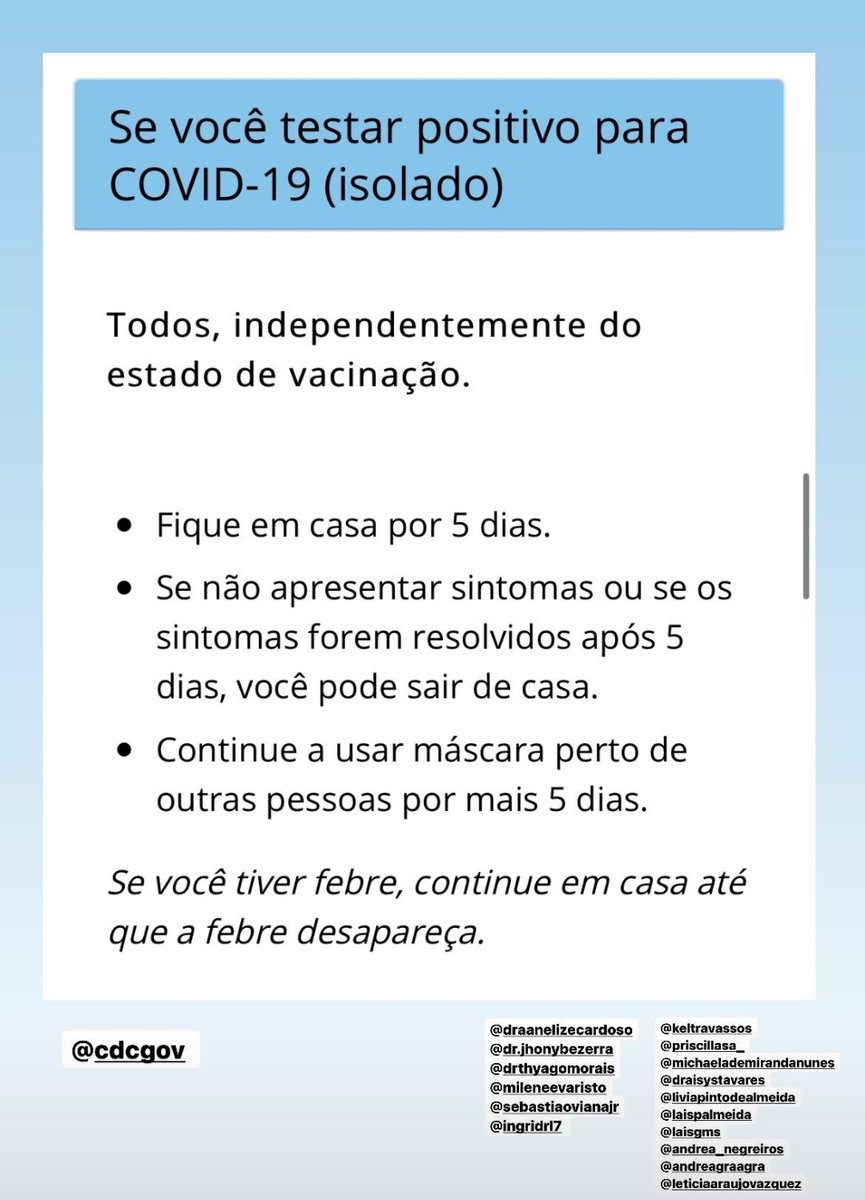 Se você testar positivo para
COVID-19 (isolado)
Todos, independentemente do
estado de vacinação.
• Fique em casa por 5 dias.
• Se não apresentar sintomas ou se os
sintomas forem resolvidos após 5
dias, você pode sair de casa.
• Continue a usar máscara perto de
outras pessoas por mais 5 dias.
Se você tiver febre, continue em casa até
que a febre desapareça.
@cdcgov
@draanelizecardoso
@dr.jhonybezerra
@drthyagomorais
@mileneevaristo
@sebastiaovianajr
@ingridrl7
@keltravassos
@priscillasa_
@michaelademirandanunes
@draisystavares
@liviapintodealmeida
@laispalmeida
@laisgms
@andrea_negreiros
@andreagraagra
@leticiaaraujovazquez